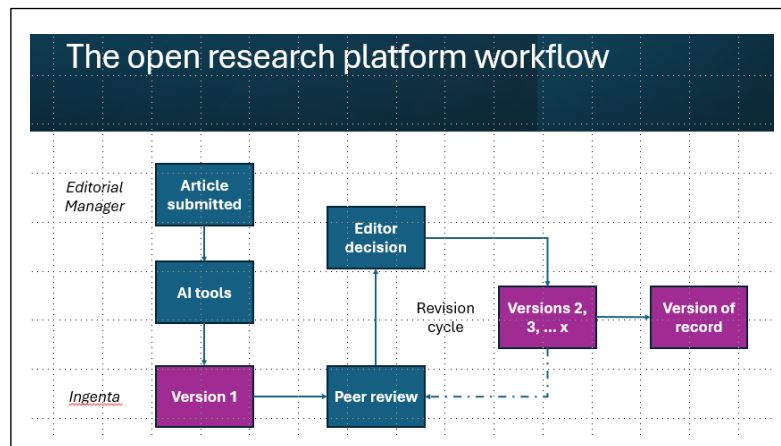 The open research platform workflow
Editorial
Manager
Article
submitted
Editor
decision
AI tools
Revision
cycle
Versions 2,
3, ... x
Version of
record
Ingenta
Version 1
Peer review